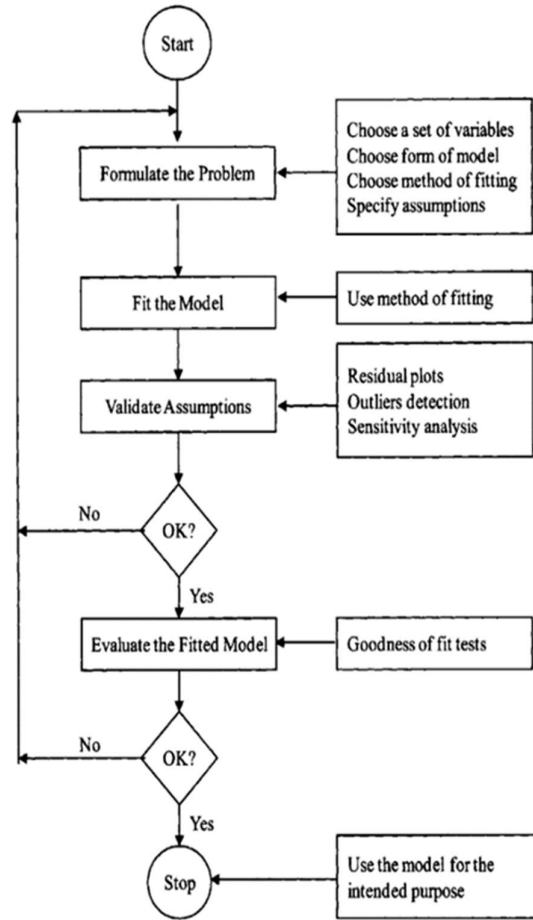 Start
Formulate the Problem
Choose a set of variables
Choose form of model
Choose method of fitting
Specify assumptions
Fit the Model
Use method of fitting
Validate Assumptions
Residual plots
Outliers detection
Sensitivity analysis
No
OK?
Yes
Evaluate the Fitted Model
Goodness of fit tests
No
OK?
Yes
Stop
Use the model for the
intended purpose